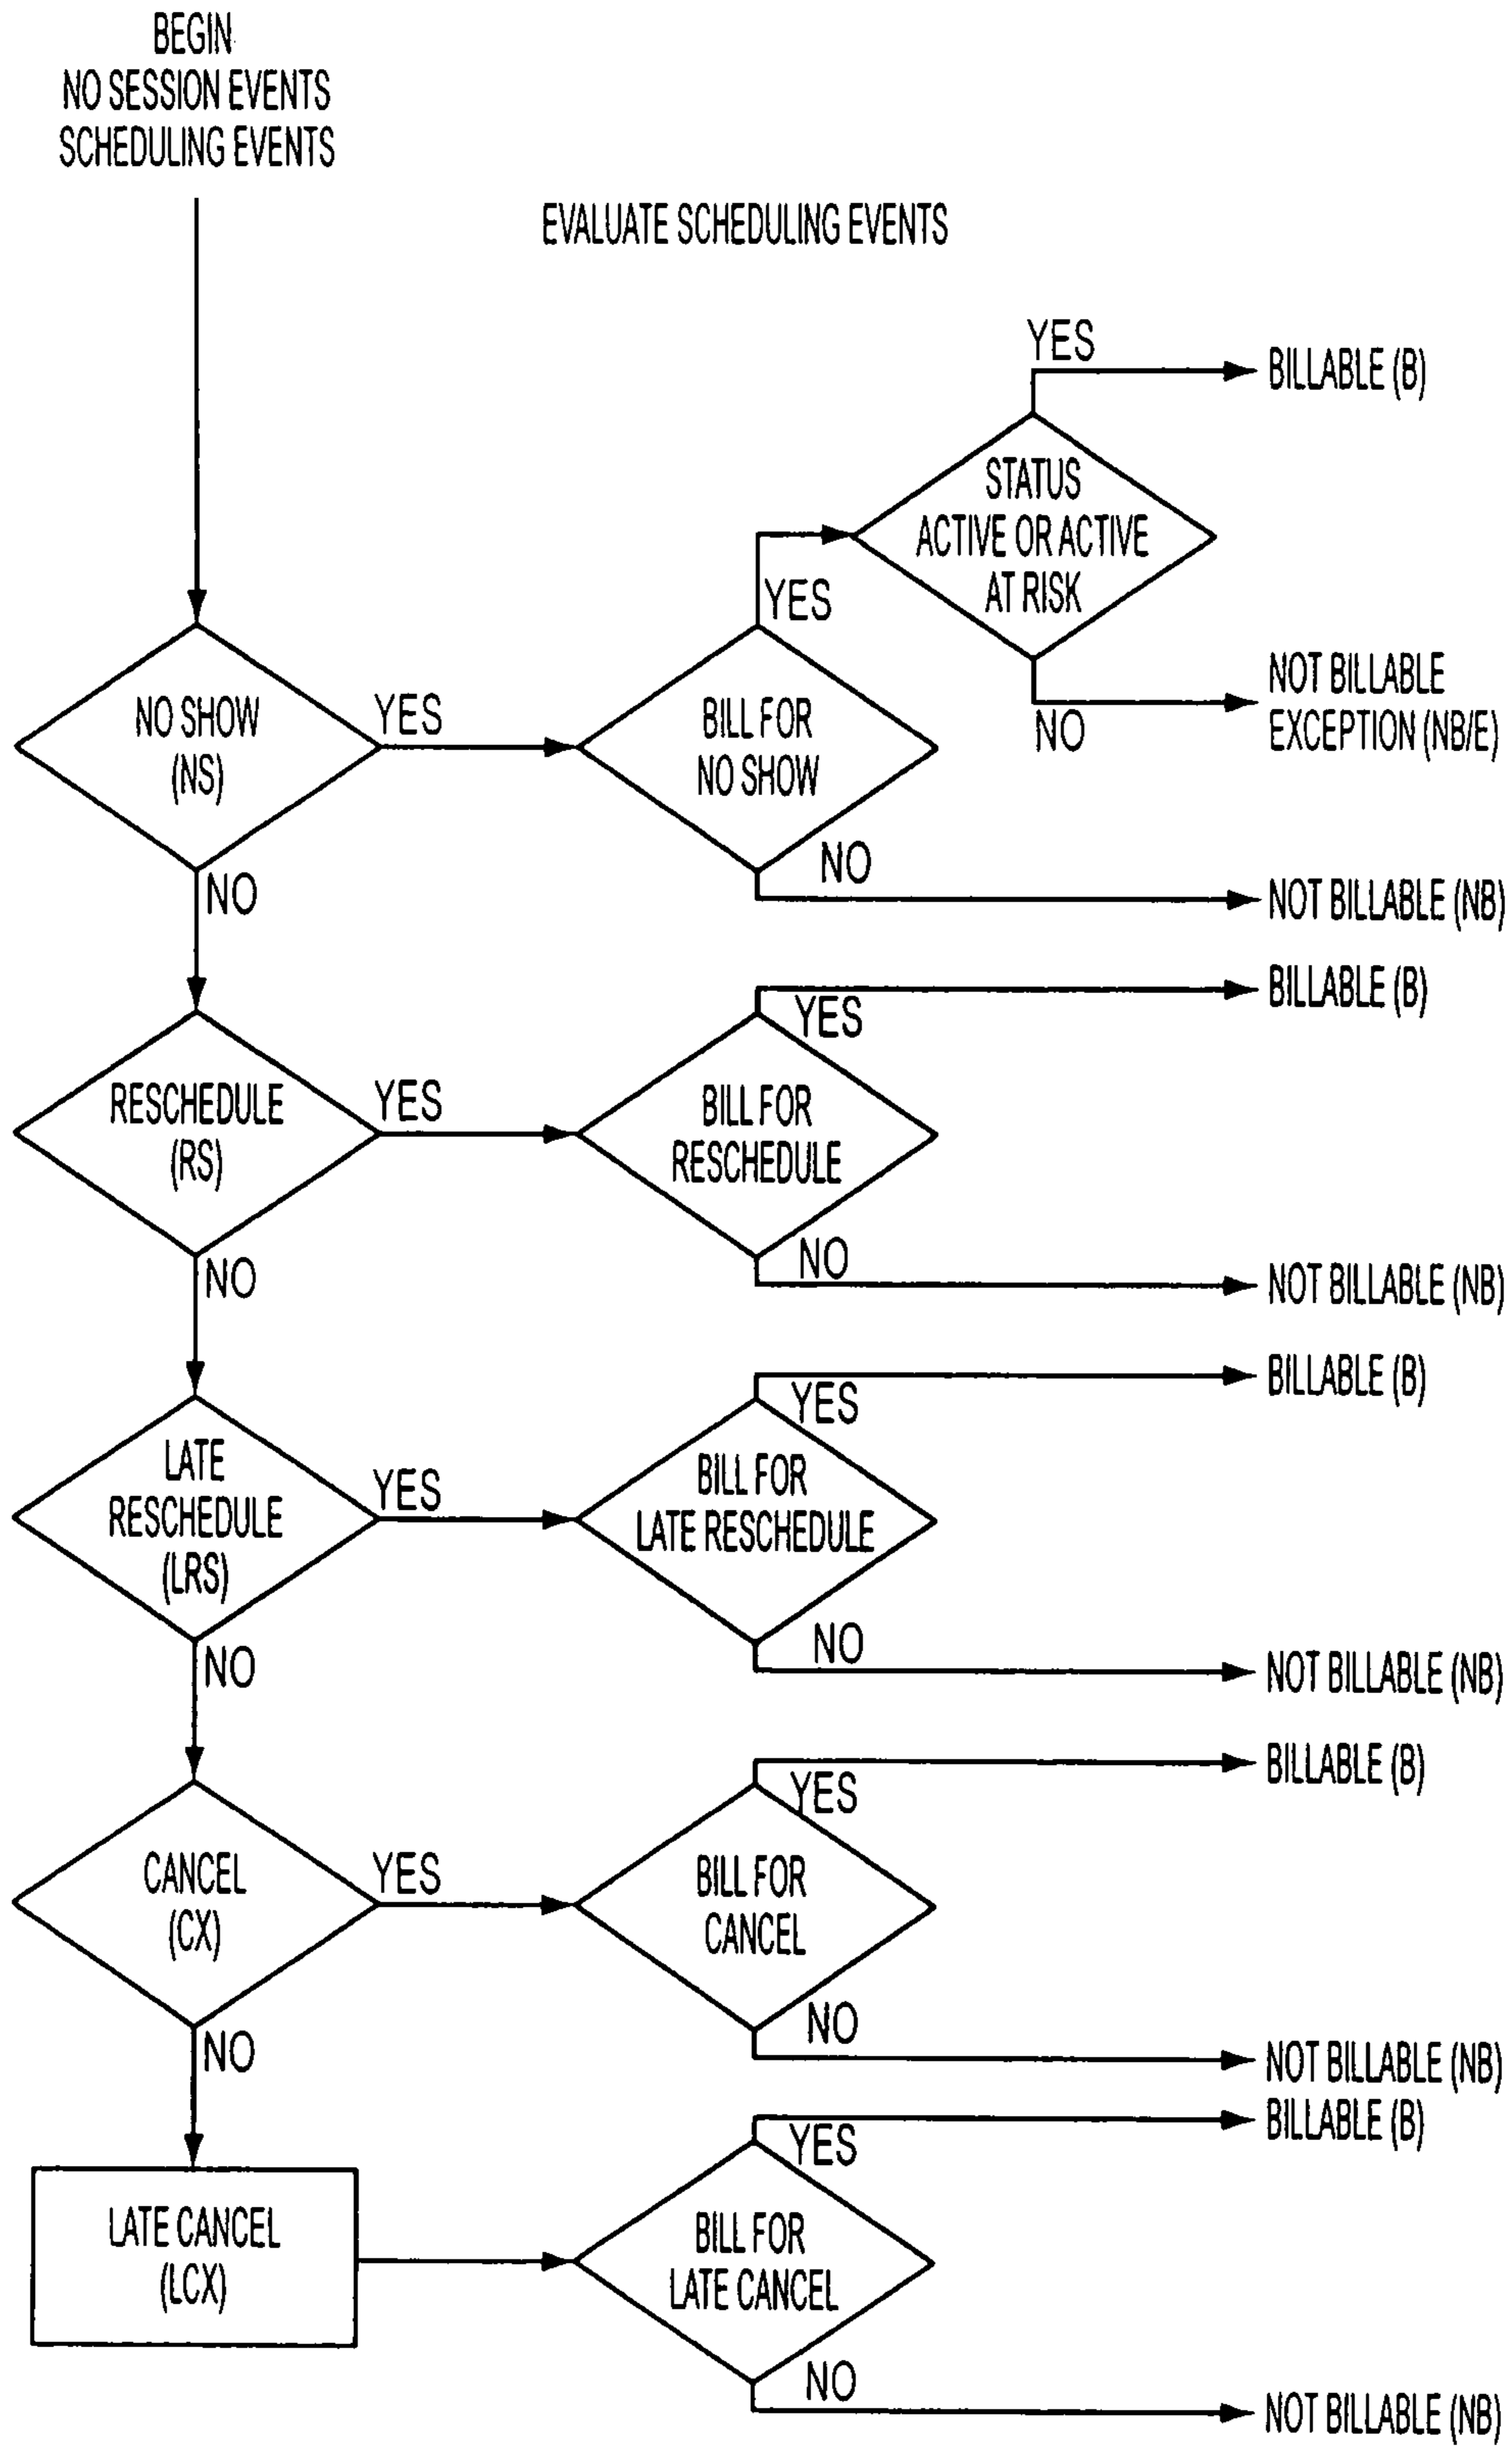 BEGIN
NO SESSION EVENTS
SCHEDULING EVENTS
EVALUATE SCHEDULING EVENTS
YES
BILLABLE (B)
STATUS
ACTIVE OR ACTIVE
AT RISK
YES
NO
NOT BILLABLE
EXCEPTION (NB/E)
NO SHOW
(NS)
YES
BILL FOR
NO SHOW
NO
NOT BILLABLE (NB)
NO
BILLABLE (B)
YES
RESCHEDULE
(RS)
YES
BILL FOR
RESCHEDULE
NO
NOT BILLABLE (NB)
NO
BILLABLE (B)
YES
LATE
RESCHEDULE
(LRS)
YES
BILL FOR
LATE RESCHEDULE
NO
NOT BILLABLE (NB)
NO
BILLABLE (B)
YES
CANCEL
(CX)
YES
BILL FOR
CANCEL
NO
NOT BILLABLE (NB)
NO
BILLABLE (B)
YES
LATE CANCEL
(LCX)
BILL FOR
LATE CANCEL
NO
NOT BILLABLE (NB)